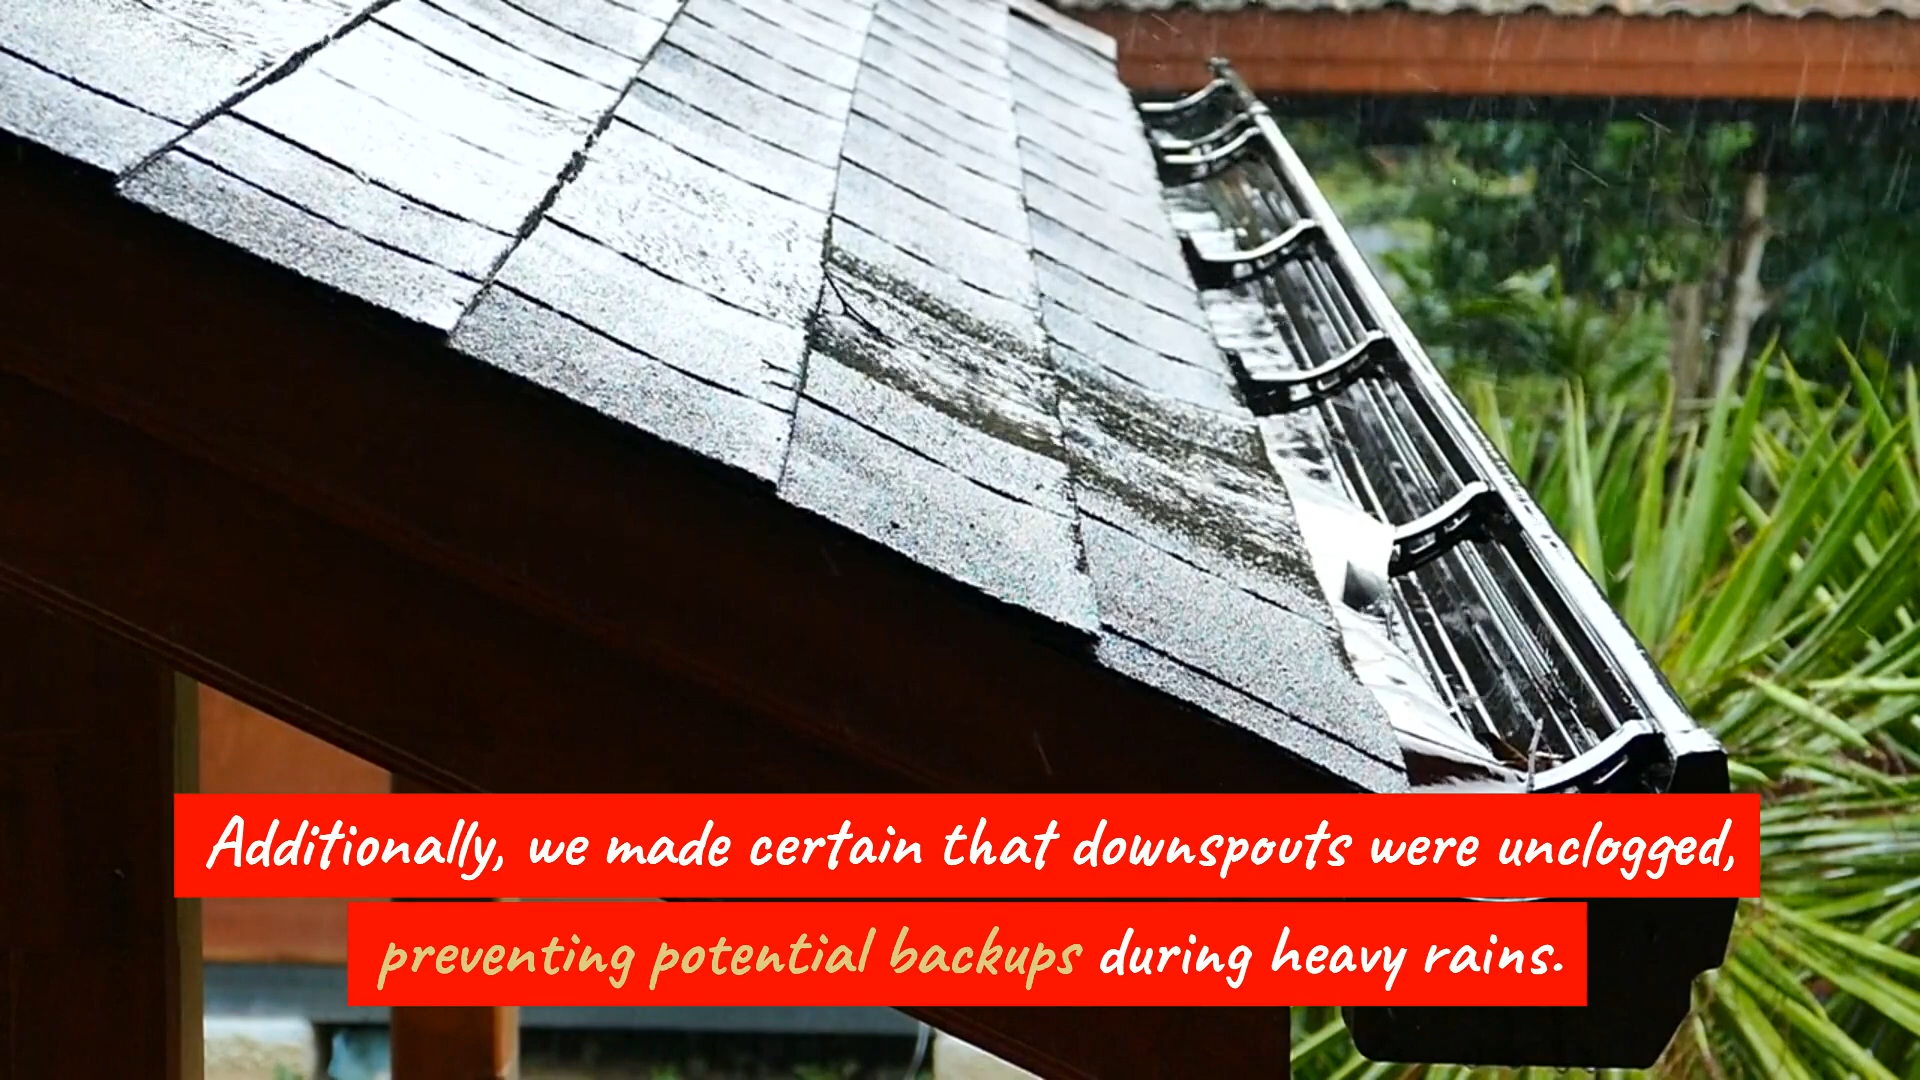 Additionally, we made certain that downspouts were unclogged,
preventing potential backups during heavy rains.